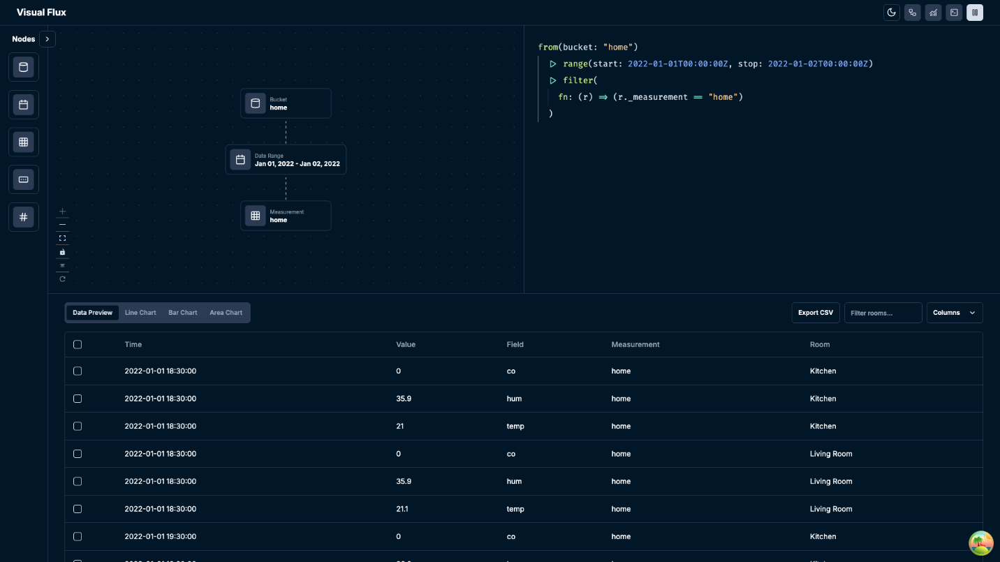 Visual Flux
Nodes
Bucket
home
Date Range
Jan 01, 2022 - Jan 02, 2022
Measurement
home
from(bucket: "home")
|> range(start: 2022-01-01T00:00:00Z, stop: 2022-01-02T00:00:00Z)
|> filter(
fn: (r) => (r._measurement == "home")
)
Data Preview Line Chart Bar Chart Area Chart
Export CSV Filter rooms... Columns
Time Value Field Measurement Room
2022-01-01 18:30:00 0 co home Kitchen
2022-01-01 18:30:00 35.9 hum home Kitchen
2022-01-01 18:30:00 21 temp home Kitchen
2022-01-01 18:30:00 0 co home Living Room
2022-01-01 18:30:00 35.9 hum home Living Room
2022-01-01 18:30:00 21.1 temp home Living Room
2022-01-01 19:30:00 0 co home Kitchen